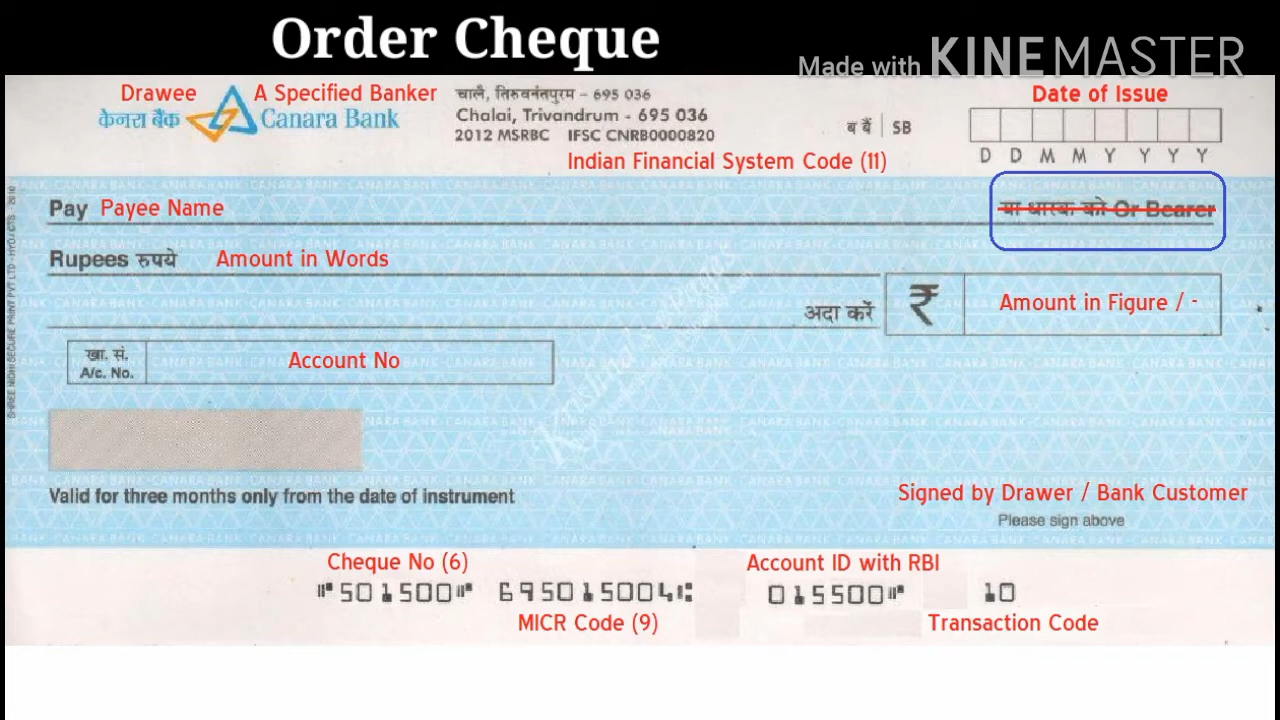 Order Cheque
Made with KINEMASTER
Drawee A Specified Banker
केनरा बैंक Canara Bank
चालै, तिरुवनंतपुरम - 695 036
Chalai, Trivandrum - 695 036
2012 MSRBC IFSC CNRB0000820
Indian Financial System Code (11)
ब बैं | SB
Date of Issue
D D M M Y Y Y Y
Pay Payee Name
या धारक को Or Bearer
Rupees रुपये Amount in Words
अदा करें ₹ Amount in Figure / -
खा. सं.
A/c. No. Account No
Valid for three months only from the date of instrument
Signed by Drawer / Bank Customer
Please sign above
Cheque No (6) Account ID with RBI
⑈501500⑈ 695015004⑆ 015500⑈ 10
MICR Code (9) Transaction Code